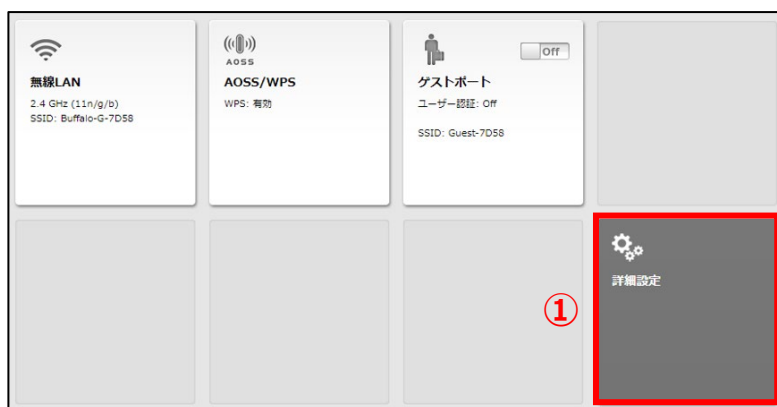 AOSS
無線LAN
AOSS/WPS
ゲストポート
Off
2.4 GHz (11n/g/b)
SSID: Buffalo-G-7D58
WPS: 有効
ユーザー認証: Off
SSID: Guest-7D58
①
詳細設定